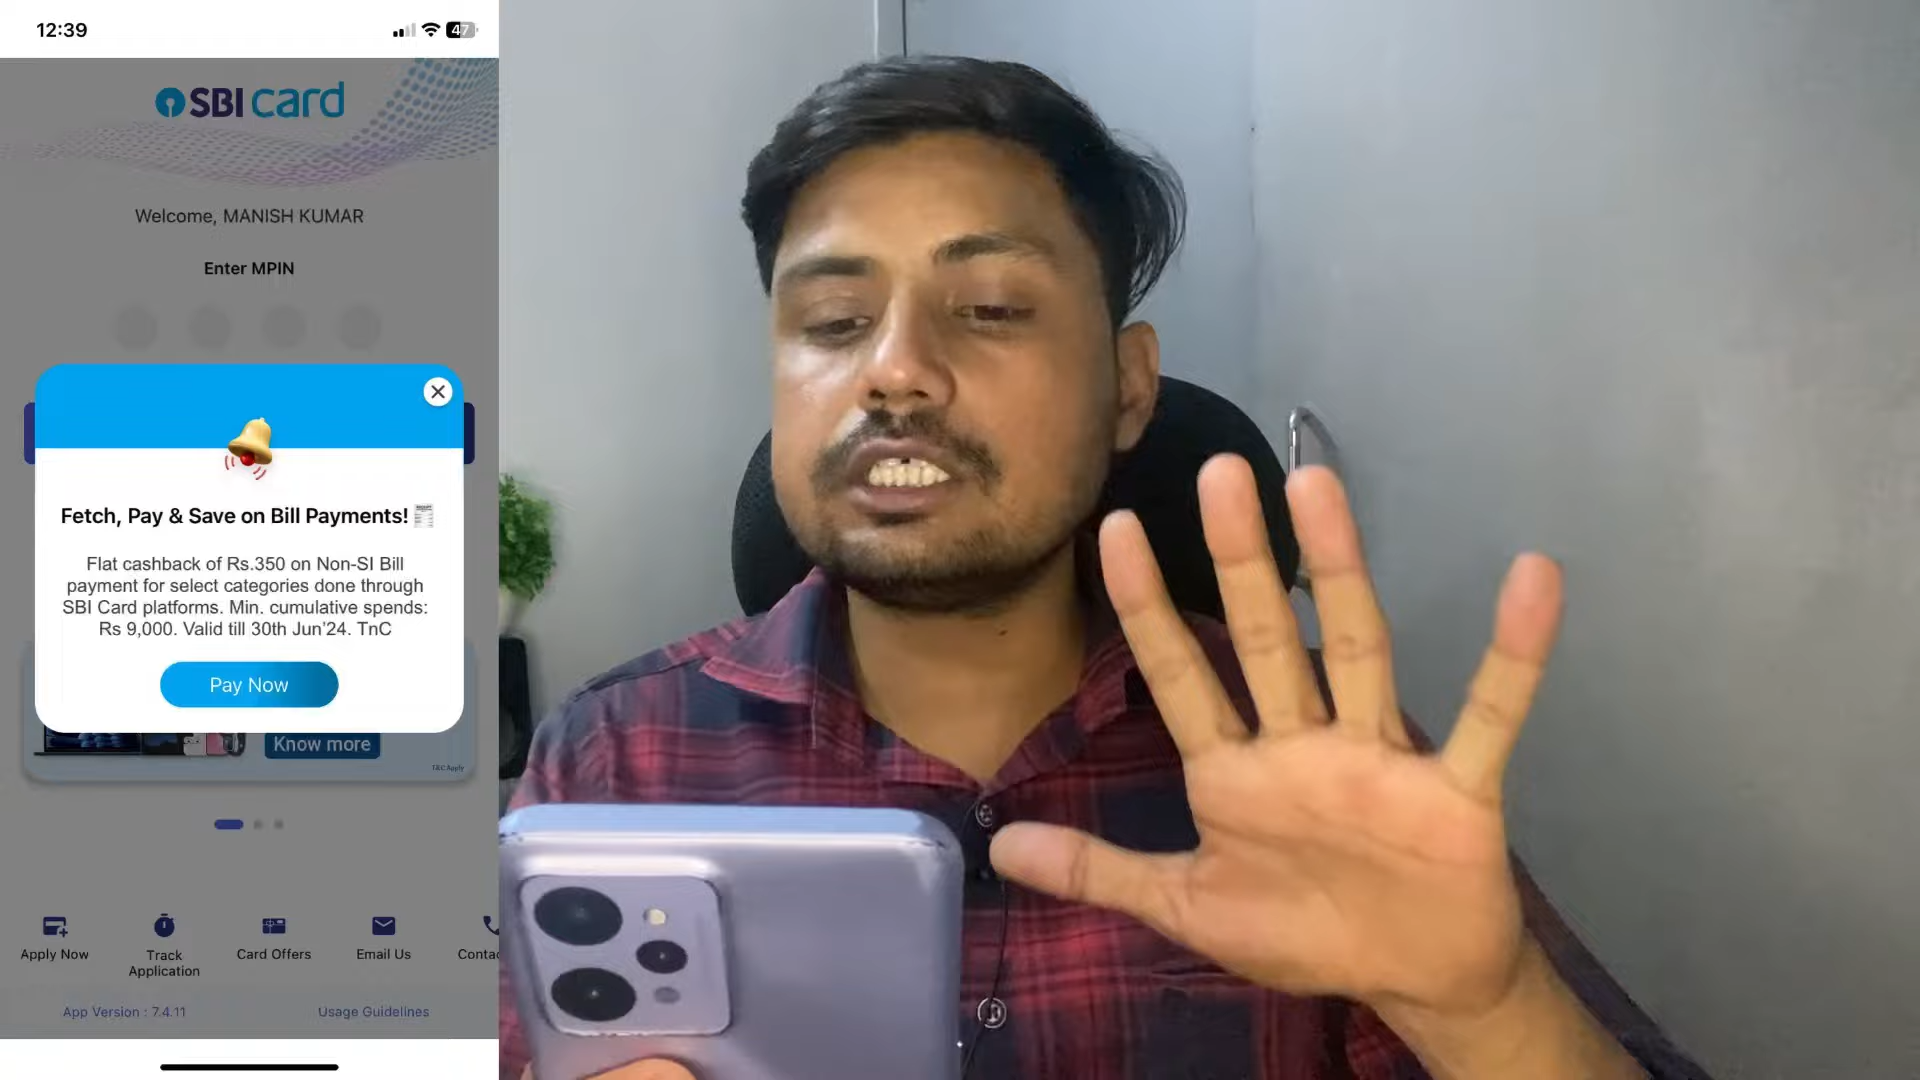 12:39
47
SBI card
Welcome, MANISH KUMAR
Enter MPIN
Fetch, Pay & Save on Bill Payments!
Flat cashback of Rs.350 on Non-SI Bill
payment for select categories done through
SBI Card platforms. Min. cumulative spends:
Rs 9,000. Valid till 30th Jun'24. TnC
Pay Now
Know more
T&C Apply
Apply Now
Track
Application
Card Offers
Email Us
Contac
App Version : 7.4.11
Usage Guidelines